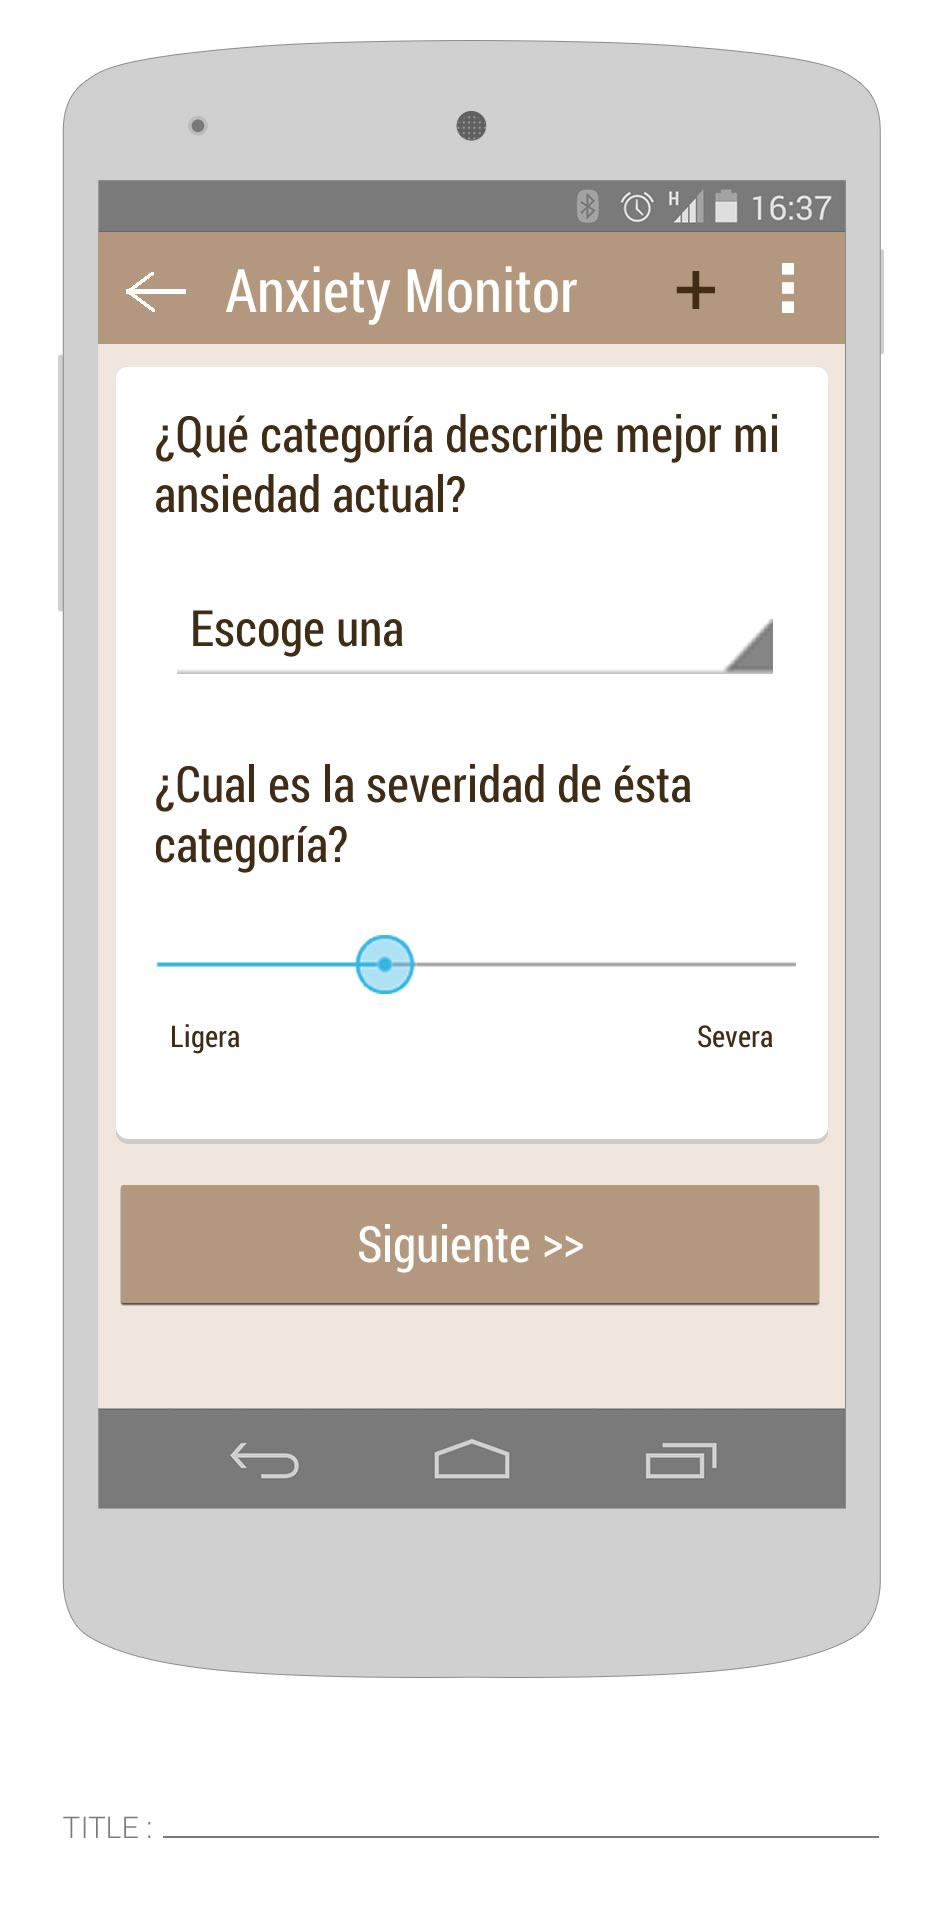 H 16:37
Anxiety Monitor +
¿Qué categoría describe mejor mi
ansiedad actual?
Escoge una
¿Cual es la severidad de ésta
categoría?
Ligera Severa
Siguiente >>
TITLE :